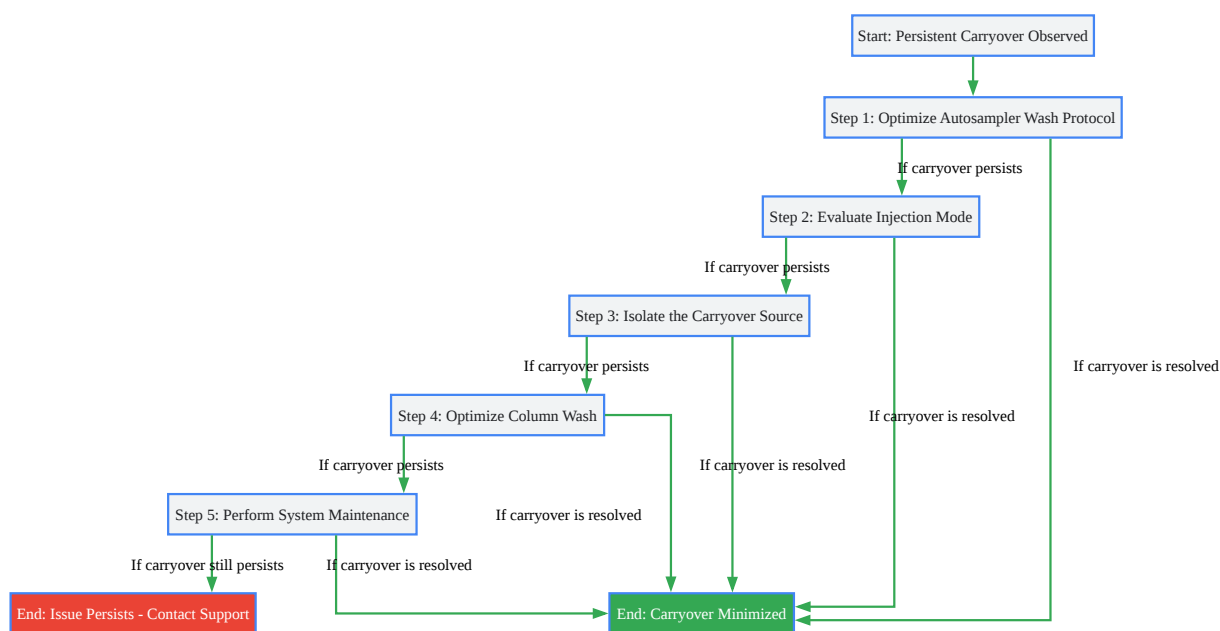 Start: Persistent Carryover Observed
Step 1: Optimize Autosampler Wash Protocol
If carryover persists
Step 2: Evaluate Injection Mode
If carryover persists
Step 3: Isolate the Carryover Source
If carryover persists
If carryover is resolved
Step 4: Optimize Column Wash
If carryover is resolved
If carryover persists
If carryover is resolved
Step 5: Perform System Maintenance
If carryover is resolved
If carryover still persists
If carryover is resolved
End: Issue Persists - Contact Support
End: Carryover Minimized